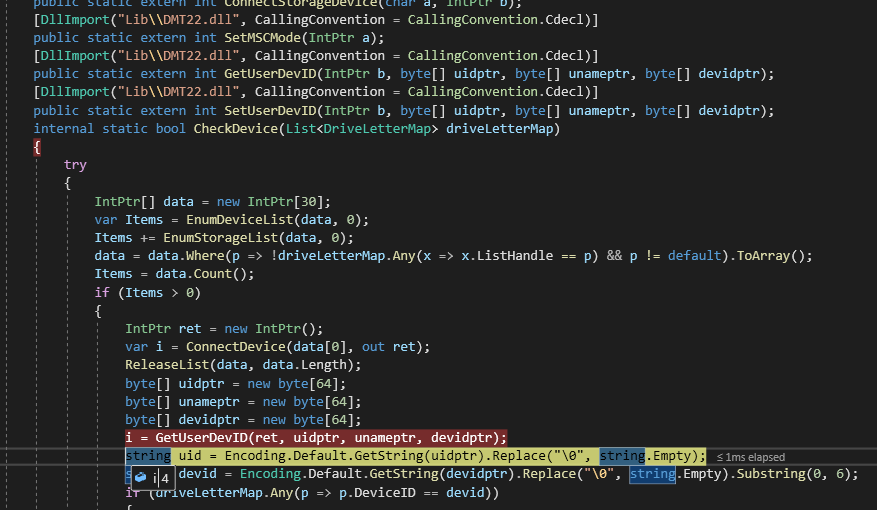 public static extern int ConnectStorageDevice(char a, IntPtr b);
[DllImport("Lib\\DMT22.dll", CallingConvention = CallingConvention.Cdecl)]
public static extern int SetMSCMode(IntPtr a);
[DllImport("Lib\\DMT22.dll", CallingConvention = CallingConvention.Cdecl)]
public static extern int GetUserDevID(IntPtr b, byte[] uidptr, byte[] unameptr, byte[] devidptr);
[DllImport("Lib\\DMT22.dll", CallingConvention = CallingConvention.Cdecl)]
public static extern int SetUserDevID(IntPtr b, byte[] uidptr, byte[] unameptr, byte[] devidptr);
internal static bool CheckDevice(List<DriveLetterMap> driveLetterMap)
{
try
{
IntPtr[] data = new IntPtr[30];
var Items = EnumDeviceList(data, 0);
Items += EnumStorageList(data, 0);
data = data.Where(p => !driveLetterMap.Any(x => x.ListHandle == p) && p != default).ToArray();
Items = data.Count();
if (Items > 0)
{
IntPtr ret = new IntPtr();
var i = ConnectDevice(data[0], out ret);
ReleaseList(data, data.Length);
byte[] uidptr = new byte[64];
byte[] unameptr = new byte[64];
byte[] devidptr = new byte[64];
i = GetUserDevID(ret, uidptr, unameptr, devidptr);
string uid = Encoding.Default.GetString(uidptr).Replace("\0", string.Empty); ≤ 1ms elapsed
s devid = Encoding.Default.GetString(devidptr).Replace("\0", string.Empty).Substring(0, 6);
i 4
if (driveLetterMap.Any(p => p.DeviceID == devid))
{